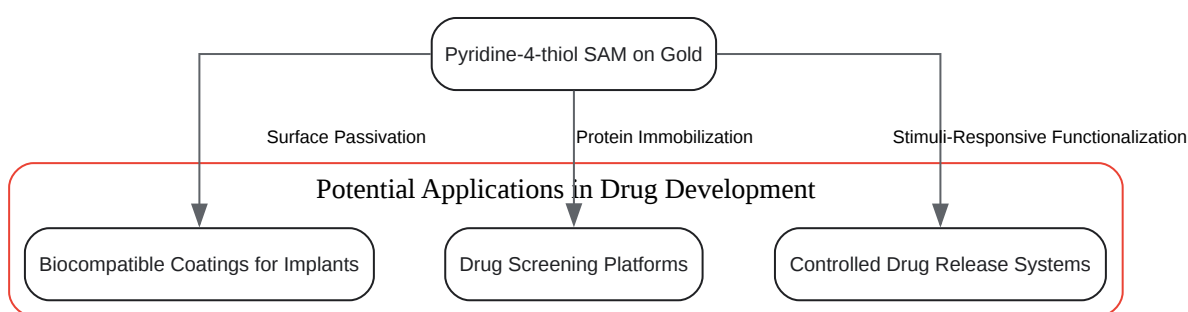 Pyridine-4-thiol SAM on Gold
Surface Passivation
Protein Immobilization
Stimuli-Responsive Functionalization
Potential Applications in Drug Development
Biocompatible Coatings for Implants
Drug Screening Platforms
Controlled Drug Release Systems